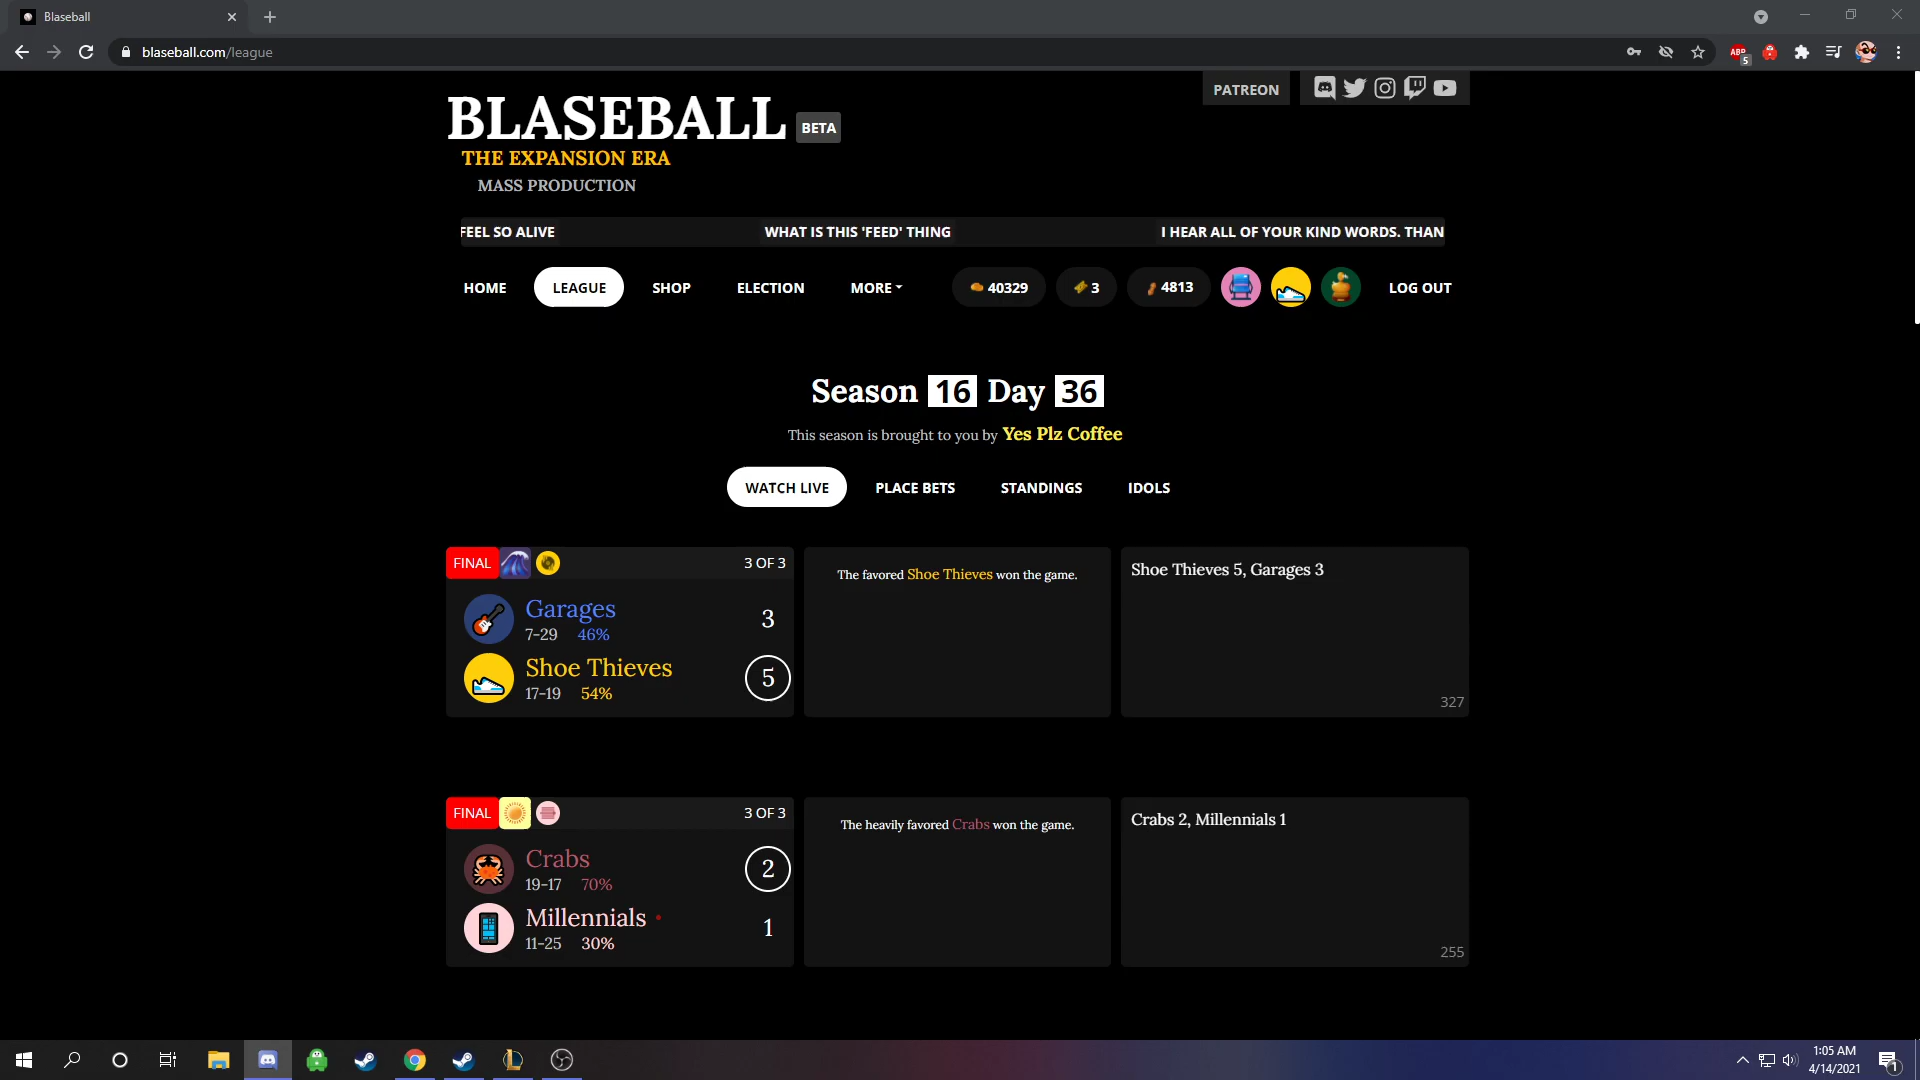 Blaseball
blaseball.com/league
ABP
5
PATREON
BLASEBALL BETA
THE EXPANSION ERA
MASS PRODUCTION
FEEL SO ALIVE WHAT IS THIS 'FEED' THING I HEAR ALL OF YOUR KIND WORDS. THAN
HOME LEAGUE SHOP ELECTION MORE 40329 3 4813 LOG OUT
Season 16 Day 36
This season is brought to you by Yes Plz Coffee
WATCH LIVE PLACE BETS STANDINGS IDOLS
FINAL 3 OF 3
Garages 3
7-29 46%
Shoe Thieves 5
17-19 54%
The favored Shoe Thieves won the game.
Shoe Thieves 5, Garages 3
327
FINAL 3 OF 3
Crabs 2
19-17 70%
Millennials 1
11-25 30%
The heavily favored Crabs won the game.
Crabs 2, Millennials 1
255
1:05 AM
4/14/2021
1